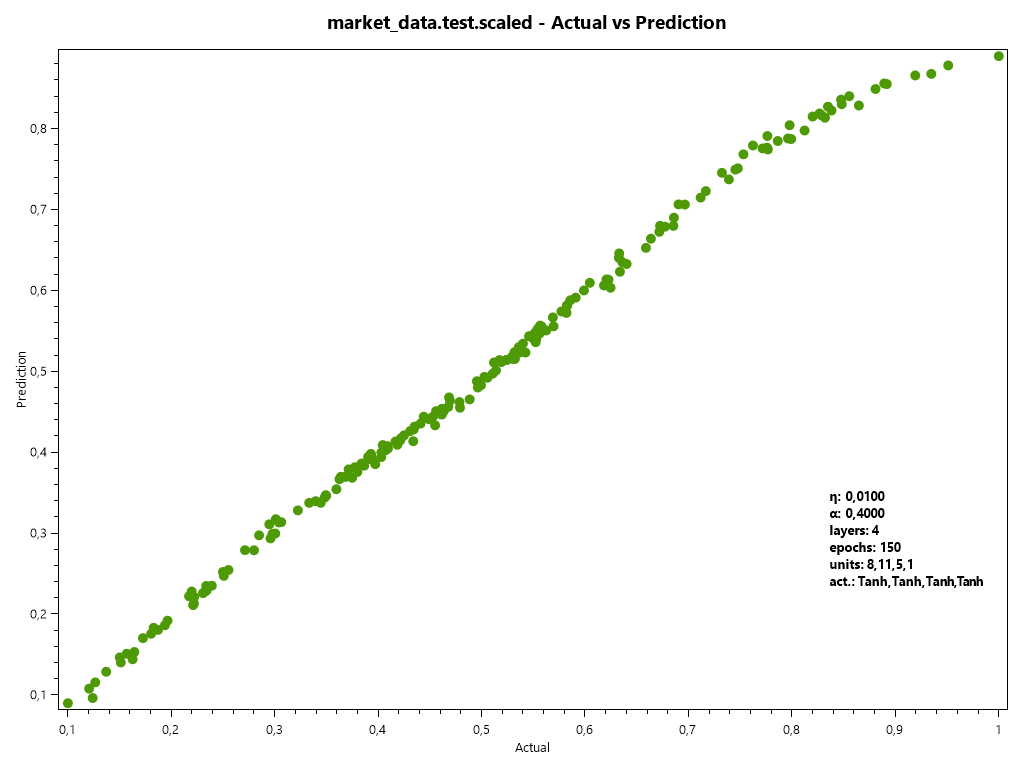 market_data.test.scaled - Actual vs Prediction
0,8
0,7
0,6
0,5
Prediction
0,4
0,3
0,2
0,1
η: 0,0100
α: 0,4000
layers: 4
epochs: 150
units: 8,11,5,1
act.: Tanh,Tanh,Tanh,Tanh
0,1 0,2 0,3 0,4 0,5 0,6 0,7 0,8 0,9 1
Actual